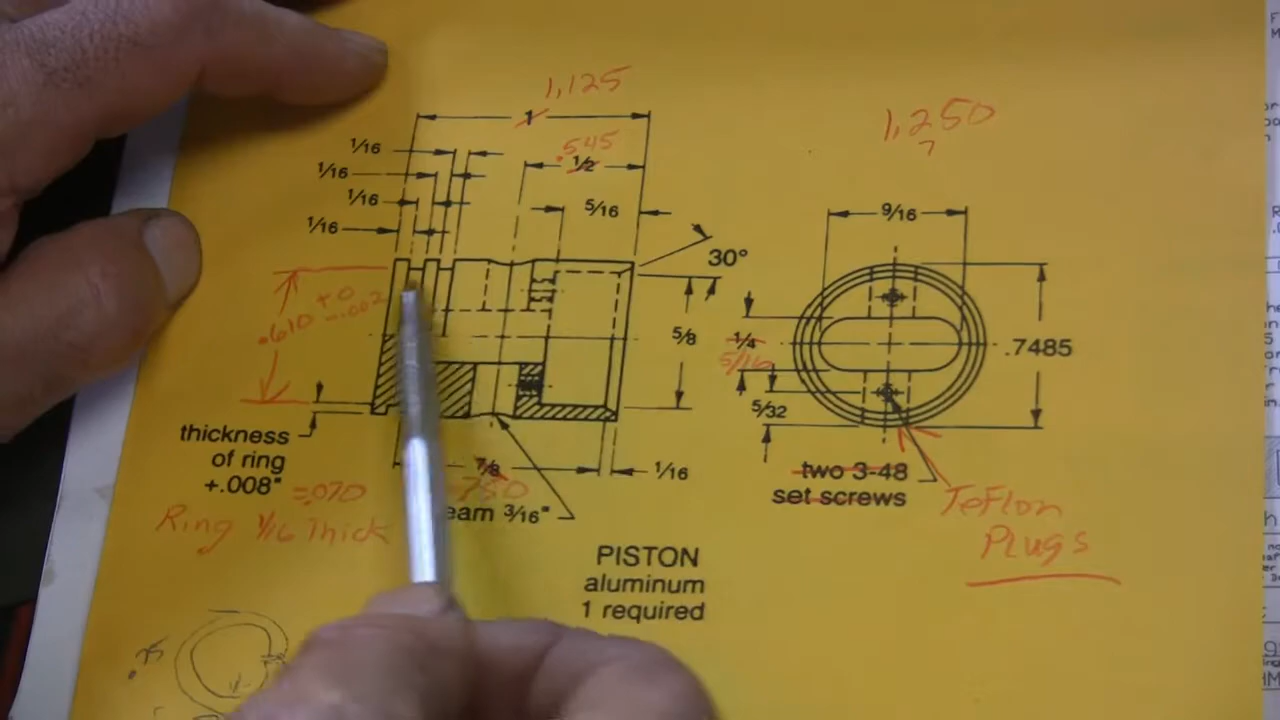 1,125
1
1,250
.545
1/2
1/16
1/16
1/16
1/16
5/16
9/16
30°
.610 +0 -.002
5/8
1/4
5/16
.7485
5/32
thickness
of ring
+.008" =.070
Ring 1/16 Thick
7/8
.750
1/16
eam 3/16"
two 3-48
set screws
Teflon
Plugs
PISTON
aluminum
1 required